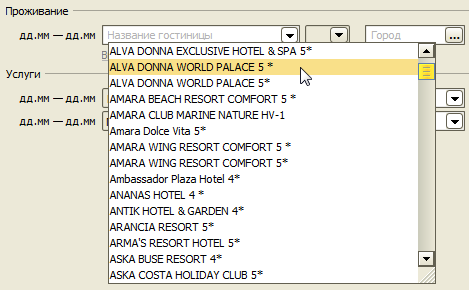 Проживание
дд.мм — дд.мм Название гостиницы Город ...
ALVA DONNA EXCLUSIVE HOTEL & SPA 5*
ALVA DONNA WORLD PALACE 5 *
ALVA DONNA WORLD PALACE 5*
Услуги
дд.мм — дд.мм AMARA BEACH RESORT COMFORT 5 *
AMARA CLUB MARINE NATURE HV-1
дд.мм — дд.мм Amara Dolce Vita 5*
AMARA WING RESORT COMFORT 5 *
AMARA WING RESORT COMFORT 5 *
Ambassador Plaza Hotel 4*
ANANAS HOTEL 4 *
ANTIK HOTEL & GARDEN 4*
ARANCIA RESORT 5*
ARMA'S RESORT HOTEL 5*
ASKA BUSE RESORT 4*
ASKA COSTA HOLIDAY CLUB 5*